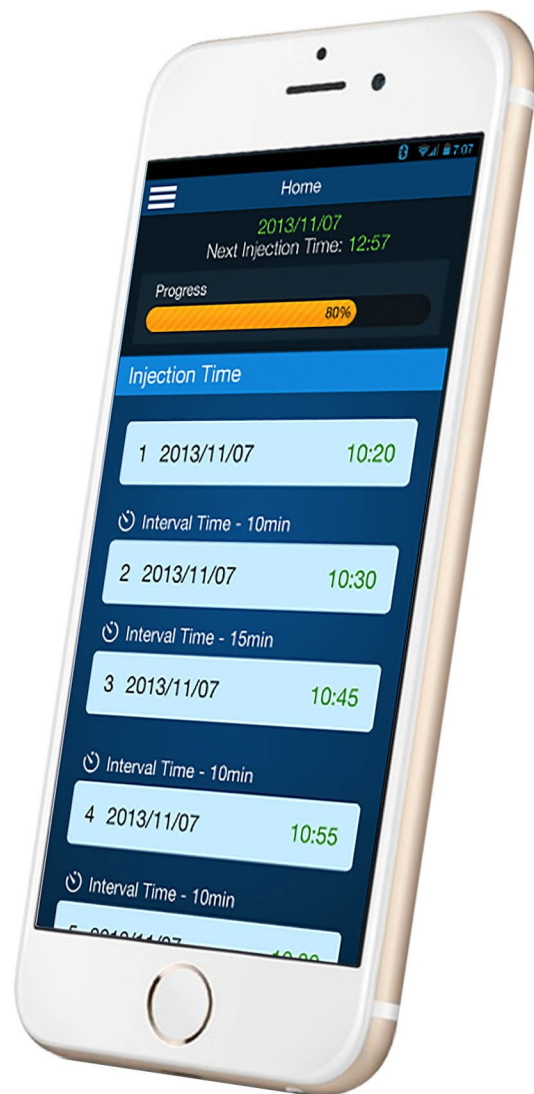 7:07
Home
2013/11/07
Next Injection Time: 12:57
Progress
80%
Injection Time
1 2013/11/07 10:20
Interval Time - 10min
2 2013/11/07 10:30
Interval Time - 15min
3 2013/11/07 10:45
Interval Time - 10min
4 2013/11/07 10:55
Interval Time - 10min